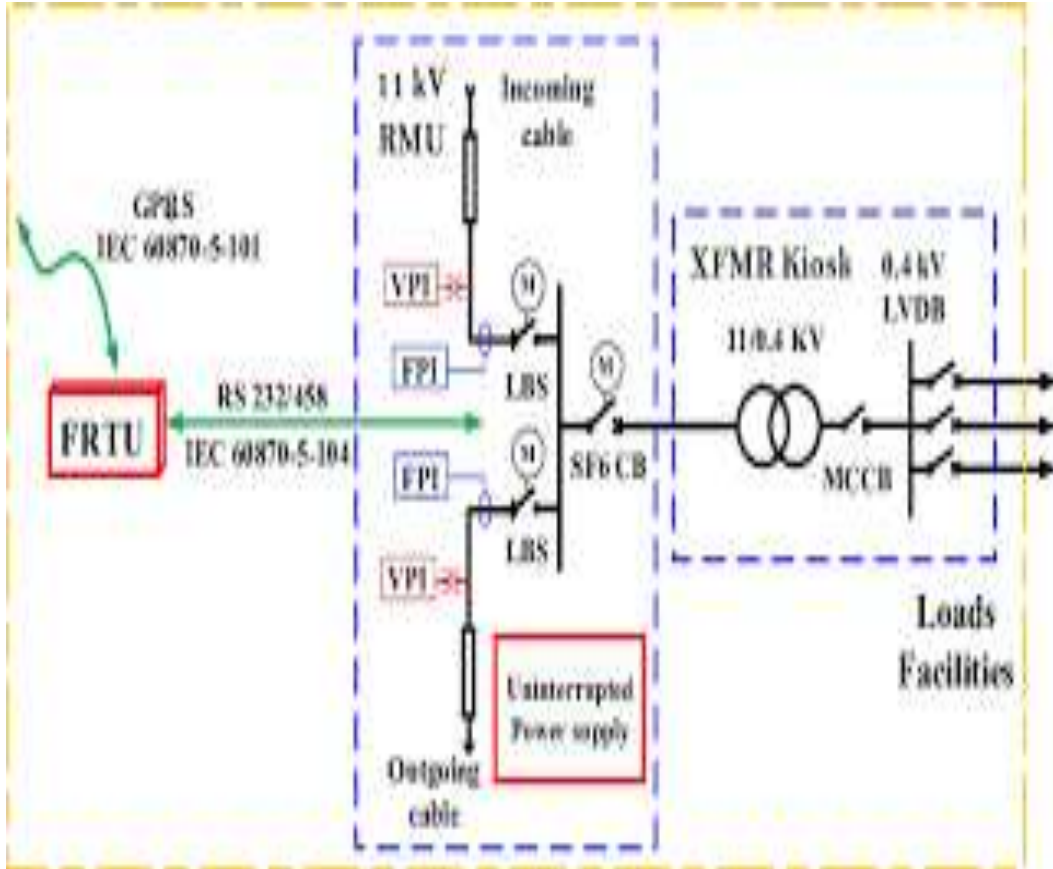 11 kV
RMU
Incoming
cable
GPRS
IEC 60870-5-101
VPI
M
FPI
LBS
XFMR Kiosk
0.4 kV
LVDB
11/0.4 KV
M
FRTU
RS 232/458
IEC 60870-5-104
FPI
M
LBS
SF6 CB
MCCB
VPI
Loads
Facilities
Uninterrupted
Power supply
Outgoing
cable